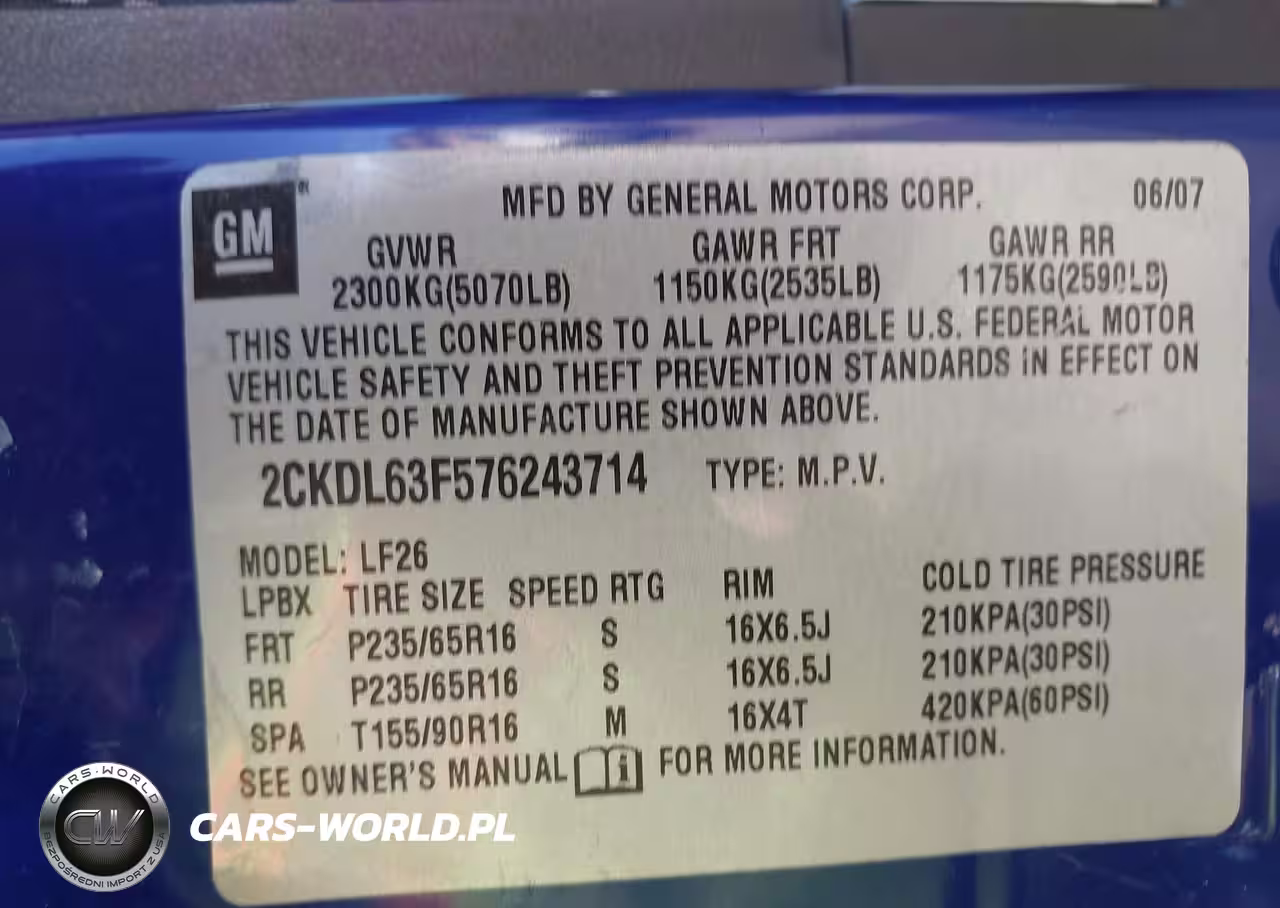 GM
MFD BY GENERAL MOTORS CORP. 06/07
GVWR GAWR FRT GAWR RR
2300KG(5070LB) 1150KG(2535LB) 1175KG(2590LB)
THIS VEHICLE CONFORMS TO ALL APPLICABLE U.S. FEDERAL MOTOR
VEHICLE SAFETY AND THEFT PREVENTION STANDARDS IN EFFECT ON
THE DATE OF MANUFACTURE SHOWN ABOVE.
2CKDL63F576243714 TYPE: M.P.V.
MODEL: LF26
LPBX TIRE SIZE SPEED RTG RIM COLD TIRE PRESSURE
FRT P235/65R16 S 16X6.5J 210KPA(30PSI)
RR P235/65R16 S 16X6.5J 210KPA(30PSI)
SPA T155/90R16 M 16X4T 420KPA(60PSI)
SEE OWNER'S MANUAL i FOR MORE INFORMATION.
CARS-WORLD
CW
BEZPOŚREDNI IMPORT Z USA
CARS-WORLD.PL